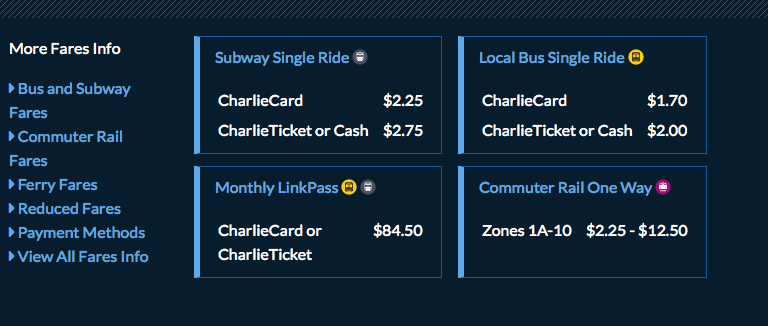 More Fares Info
Bus and Subway
Fares
Commuter Rail
Fares
Ferry Fares
Reduced Fares
Payment Methods
View All Fares Info
Subway Single Ride
CharlieCard $2.25
CharlieTicket or Cash $2.75
Local Bus Single Ride
CharlieCard $1.70
CharlieTicket or Cash $2.00
Monthly LinkPass
CharlieCard or $84.50
CharlieTicket
Commuter Rail One Way
Zones 1A-10 $2.25 - $12.50